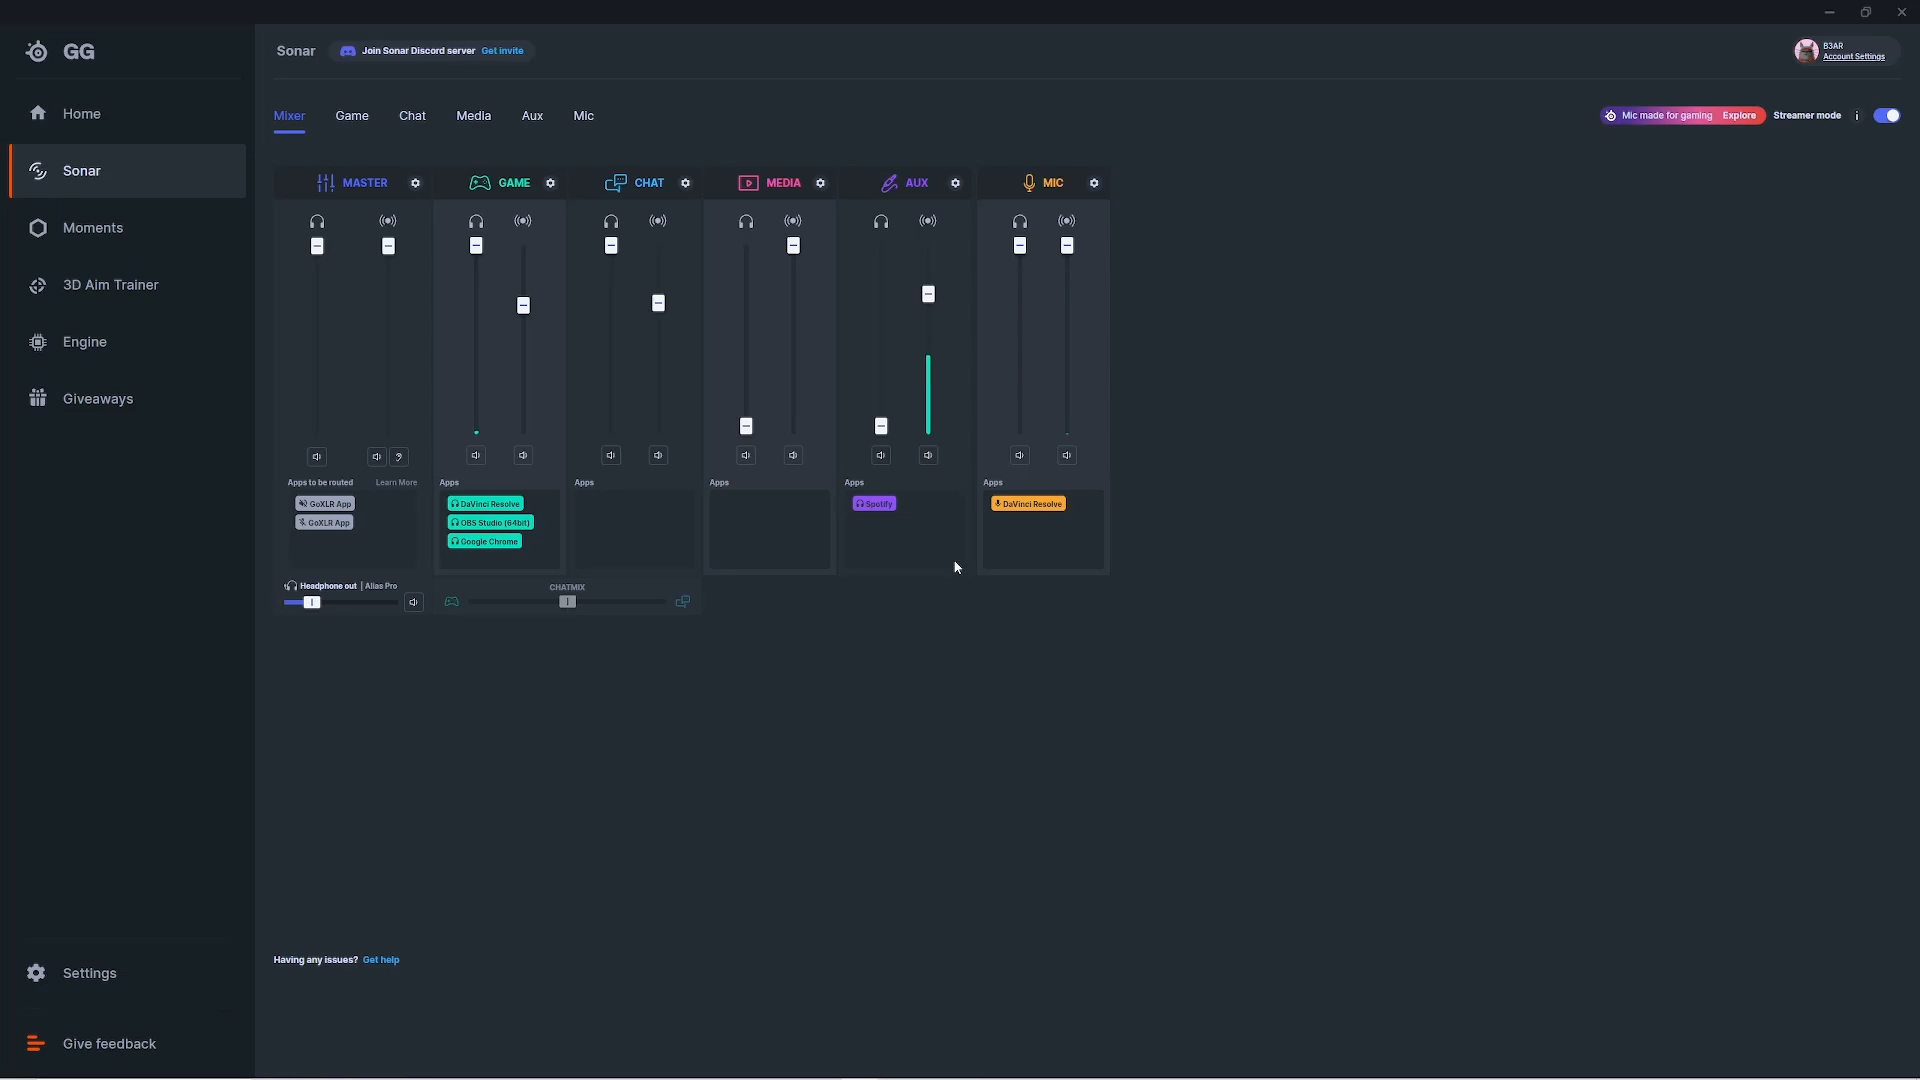 GG
Home
Sonar
Moments
3D Aim Trainer
Engine
Giveaways
Settings
Give feedback
Sonar
Join Sonar Discord server Get invite
B3AR
Account Settings
Mixer Game Chat Media Aux Mic
Mic made for gaming Explore Streamer mode i
MASTER GAME CHAT MEDIA AUX MIC
Apps to be routed Learn More
GoXLR App
GoXLR App
Apps
DaVinci Resolve
OBS Studio (64bit)
Google Chrome
Apps
Apps
Apps
Spotify
Apps
DaVinci Resolve
Headphone out | Alias Pro
CHATMIX
Having any issues? Get help